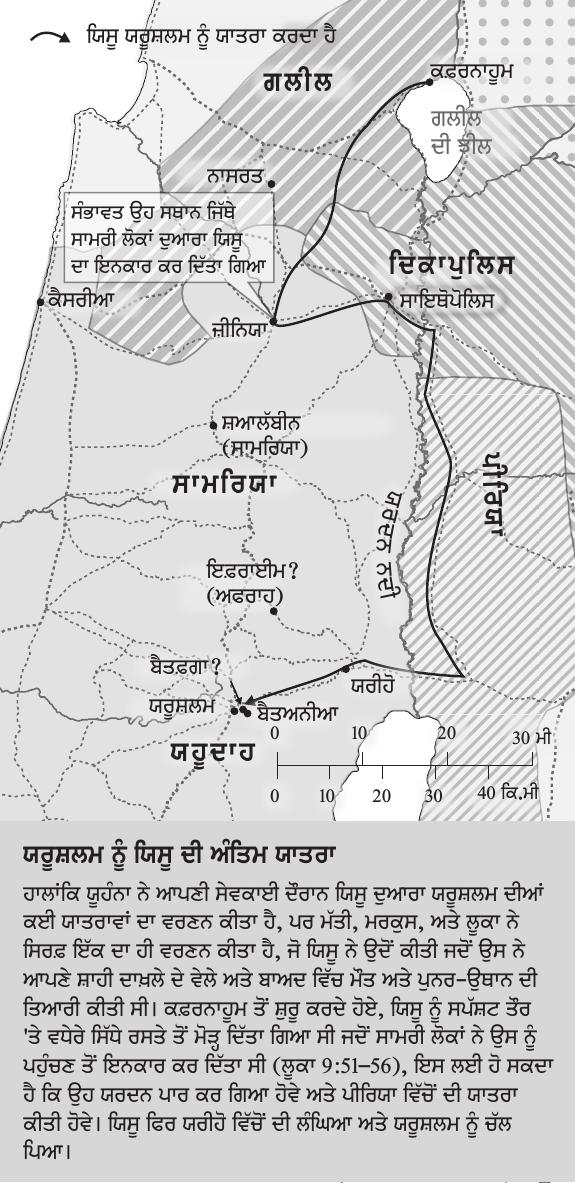 ਯਿਸੂ ਯਰੂਸ਼ਲਮ ਨੂੰ ਯਾਤਰਾ ਕਰਦਾ ਹੈ
ਗਲੀਲ
ਕਫ਼ਰਨਾਹੂਮ
ਗਲੀਲ
ਦੀ ਝੀਲ
ਨਾਸਰਤ
ਸੰਭਾਵਤ ਉਹ ਸਥਾਨ ਜਿੱਥੇ
ਸਾਮਰੀ ਲੋਕਾਂ ਦੁਆਰਾ ਯਿਸੂ
ਦਾ ਇਨਕਾਰ ਕਰ ਦਿੱਤਾ ਗਿਆ
ਦਿਕਾਪੁਲਿਸ
ਕੈਸਰੀਆ
ਸਾਇਥੋਪੋਲਿਸ
ਜ਼ੀਨਿਯਾ
ਸ਼ਆਲੱਬੀਨ
(ਸਾਮਰਿਯਾ)
ਸਾਮਰਿਯਾ
ਪੀਰਿਯਾ
ਯਰਦਨ ਨਦੀ
ਇਫ਼ਰਾਈਮ?
(ਅਫਰਾਹ)
ਬੈਤਫ਼ਗਾ?
ਯਰੀਹੋ
ਯਰੂਸ਼ਲਮ
ਬੈਤਅਨੀਆ
ਯਹੂਦਾਹ
0 10 20 30 ਮੀ
0 10 20 30 40 ਕਿ.ਮੀ
ਯਰੂਸ਼ਲਮ ਨੂੰ ਯਿਸੂ ਦੀ ਅੰਤਿਮ ਯਾਤਰਾ
ਹਾਲਾਂਕਿ ਯੂਹੰਨਾ ਨੇ ਆਪਣੀ ਸੇਵਕਾਈ ਦੌਰਾਨ ਯਿਸੂ ਦੁਆਰਾ ਯਰੂਸ਼ਲਮ ਦੀਆਂ
ਕਈ ਯਾਤਰਾਵਾਂ ਦਾ ਵਰਣਨ ਕੀਤਾ ਹੈ, ਪਰ ਮੱਤੀ, ਮਰਕੁਸ, ਅਤੇ ਲੂਕਾ ਨੇ
ਸਿਰਫ਼ ਇੱਕ ਦਾ ਹੀ ਵਰਣਨ ਕੀਤਾ ਹੈ, ਜੋ ਯਿਸੂ ਨੇ ਉਦੋਂ ਕੀਤੀ ਜਦੋਂ ਉਸ ਨੇ
ਆਪਣੇ ਸ਼ਾਹੀ ਦਾਖ਼ਲੇ ਦੇ ਵੇਲੇ ਅਤੇ ਬਾਅਦ ਵਿੱਚ ਮੌਤ ਅਤੇ ਪੁਨਰ-ਉਥਾਨ ਦੀ
ਤਿਆਰੀ ਕੀਤੀ ਸੀ। ਕਫ਼ਰਨਾਹੂਮ ਤੋਂ ਸ਼ੁਰੂ ਕਰਦੇ ਹੋਏ, ਯਿਸੂ ਨੂੰ ਸਪੱਸ਼ਟ ਤੌਰ
'ਤੇ ਵਧੇਰੇ ਸਿੱਧੇ ਰਸਤੇ ਤੋਂ ਮੋੜ੍ਹ ਦਿੱਤਾ ਗਿਆ ਸੀ ਜਦੋਂ ਸਾਮਰੀ ਲੋਕਾਂ ਨੇ ਉਸ ਨੂੰ
ਪਹੁੰਚਣ ਤੋਂ ਇਨਕਾਰ ਕਰ ਦਿੱਤਾ ਸੀ (ਲੂਕਾ 9:51–56), ਇਸ ਲਈ ਹੋ ਸਕਦਾ
ਹੈ ਕਿ ਉਹ ਯਰਦਨ ਪਾਰ ਕਰ ਗਿਆ ਹੋਵੇ ਅਤੇ ਪੀਰਿਯਾ ਵਿੱਚੋਂ ਦੀ ਯਾਤਰਾ
ਕੀਤੀ ਹੋਵੇ। ਯਿਸੂ ਫਿਰ ਯਰੀਹੋ ਵਿੱਚੋਂ ਦੀ ਲੰਘਿਆ ਅਤੇ ਯਰੂਸ਼ਲਮ ਨੂੰ ਚੱਲ
ਪਿਆ।